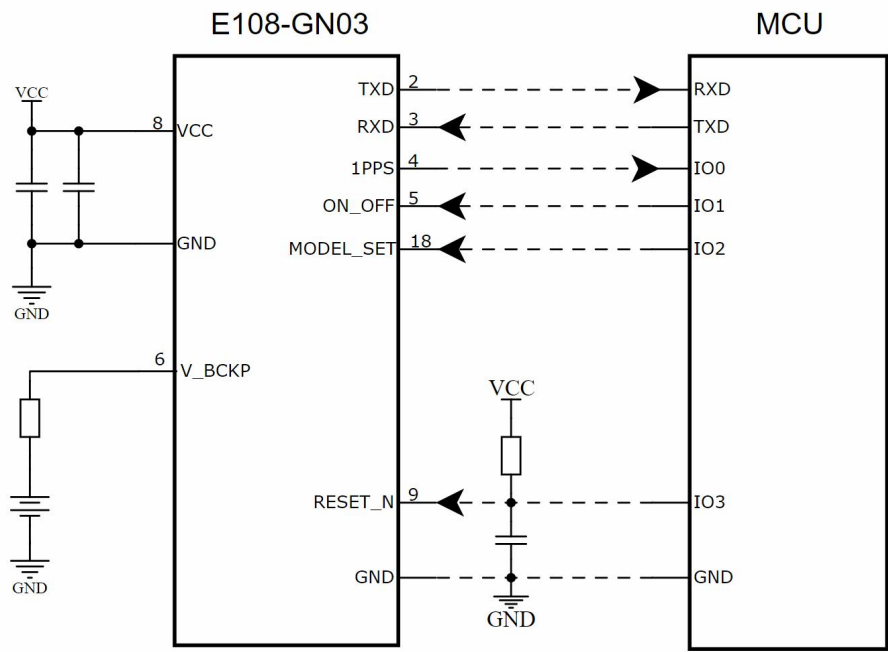 E108-GN03 MCU
TXD 2 RXD
VCC
RXD 3 TXD
8 VCC
1PPS 4 IO0
ON_OFF 5 IO1
GND
MODEL_SET 18 IO2
GND
6 V_BCKP
VCC
RESET_N 9 IO3
GND GND
GND
GND